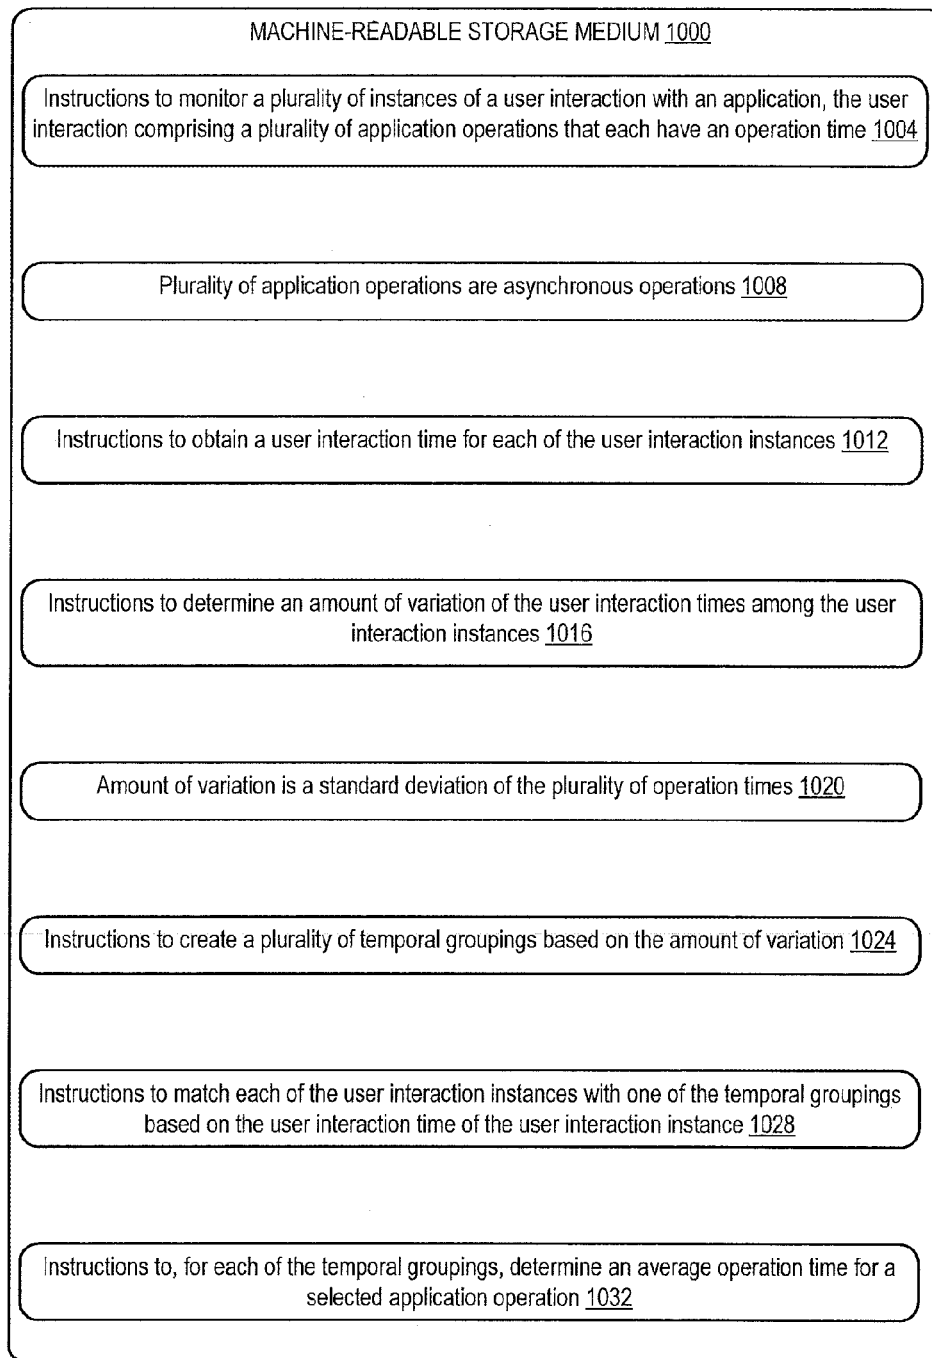 MACHINE-READABLE STORAGE MEDIUM 1000
Instructions to monitor a plurality of instances of a user interaction with an application, the user
interaction comprising a plurality of application operations that each have an operation time 1004
Plurality of application operations are asynchronous operations 1008
Instructions to obtain a user interaction time for each of the user interaction instances 1012
Instructions to determine an amount of variation of the user interaction times among the user
interaction instances 1016
Amount of variation is a standard deviation of the plurality of operation times 1020
Instructions to create a plurality of temporal groupings based on the amount of variation 1024
Instructions to match each of the user interaction instances with one of the temporal groupings
based on the user interaction time of the user interaction instance 1028
Instructions to, for each of the temporal groupings, determine an average operation time for a
selected application operation 1032